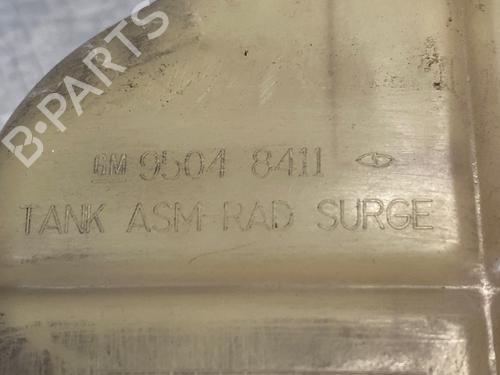 B-PARTS
GM 9504 8411
TANK ASM-RAD SURGE